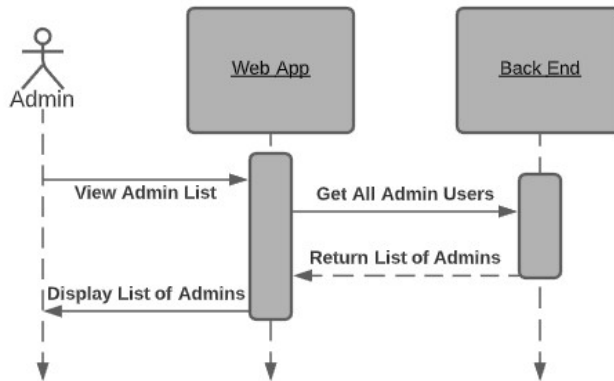 Web App
Back End
Admin
View Admin List
Get All Admin Users
Return List of Admins
Display List of Admins